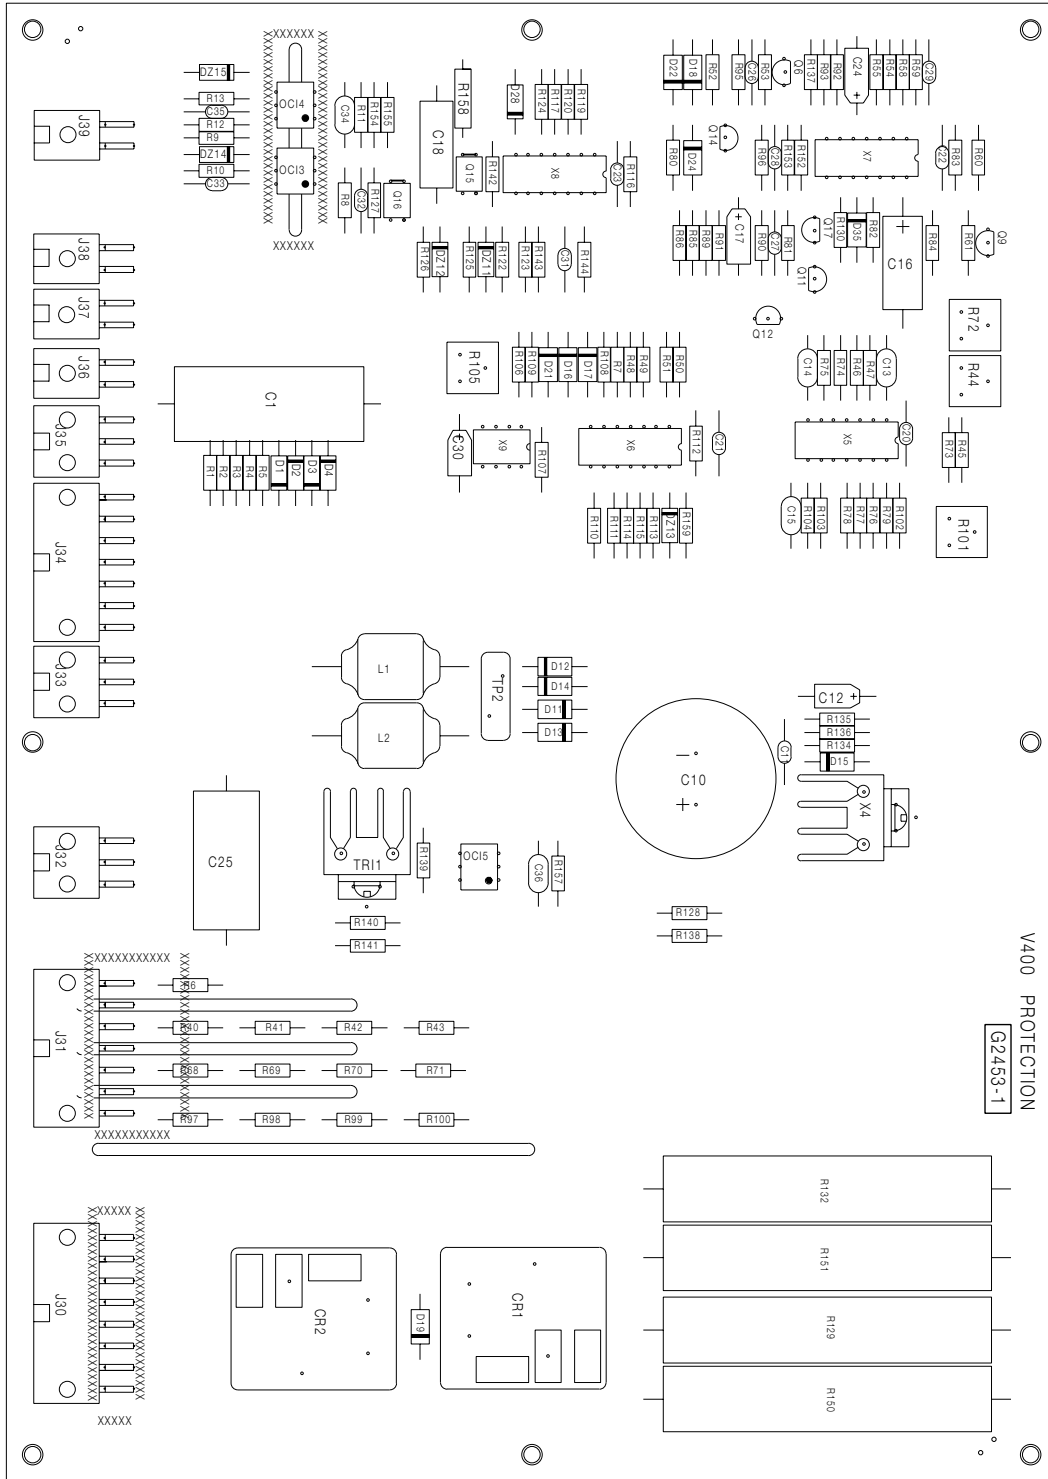 XXXXXX
DZ15
R13
C35
R12
R9
DZ14
R10
C33
OCI4
OCI3
XXXXXX
C34
R11
R154
R155
R8
C32
R127
Q16
C18
R158
Q15
R142
D28
R124
R117
R120
R119
X8
C23
R116
D22
D18
R52
R95
C26
R53
Q6
R137
R93
R92
C24
+
R55
R54
R58
R59
C29
R80
D24
Q14
R96
C28
R153
R152
X7
C22
R83
R60
J39
J38
J37
J36
J35
J34
J33
J32
J31
J30
R126
DZ12
R125
DZ11
R122
R123
R143
C31
R144
R86
R85
R89
R91
C17
+
R90
C27
R81
Q17
Q11
Q12
R130
D35
R82
C16
+
R84
R61
Q9
R72
R44
C1
R1
R2
R3
R4
R5
D1
D2
D3
D4
R105
R106
R109
D21
D16
D17
R108
R7
R48
R49
R51
R50
C14
R75
R74
R46
R47
C13
C30
X9
R107
X6
R112
C21
X5
C20
R73
R45
R110
R111
R114
R115
R113
DZ13
R159
C15
R104
R103
R78
R77
R76
R79
R102
R101
L1
L2
TP2
D12
D14
D11
D13
C10
+
C12
+
R135
R136
R134
D15
C11
X4
C25
TRI1
R139
R140
R141
OCI5
C36
R157
R128
R138
V400 PROTECTION
G2453-1
XXXXXXXXXXX
R6
R40
R41
R42
R43
R68
R69
R70
R71
R97
R98
R99
R100
XXXXXXXXXXX
XXXXX
XXXXX
CR2
D19
CR1
R132
R151
R129
R150